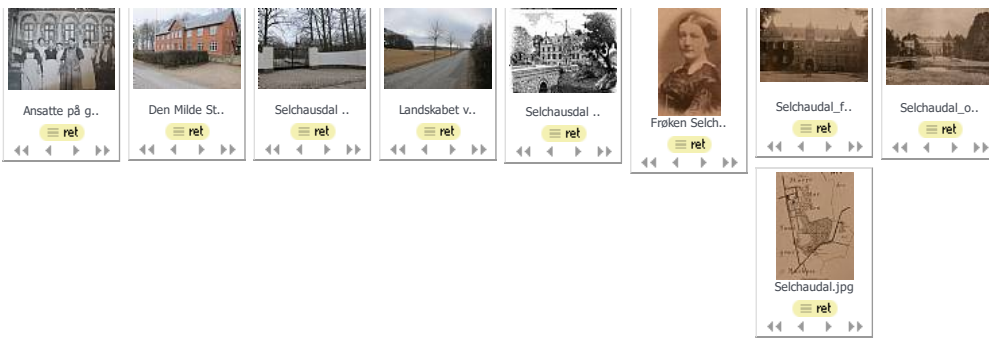 Ansatte på g..
ret
Den Milde St..
ret
Selchausdal ..
ret
Landskabet v..
ret
Selchausdal ..
ret
Frøken Selch..
ret
Selchaudal_f..
ret
Selchaudal_o..
ret
Selchaudal.jpg
ret